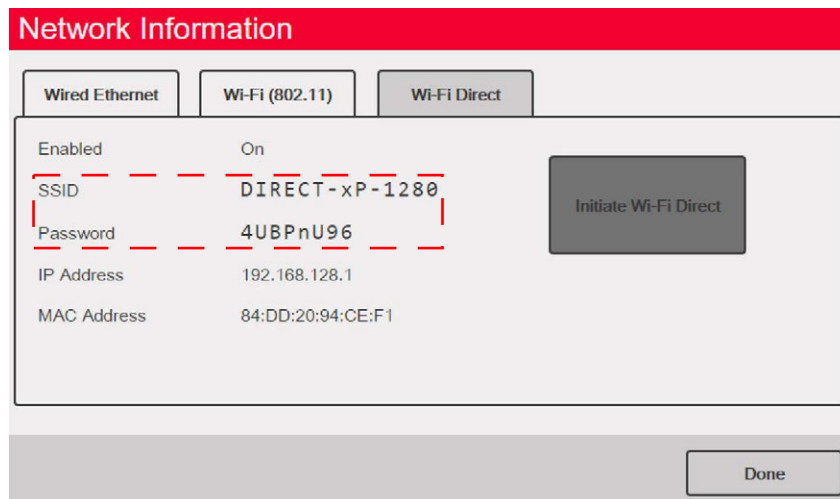 Network Information
Wired Ethernet Wi-Fi (802.11) Wi-Fi Direct
Enabled On
SSID DIRECT-xP-1280
Initiate Wi-Fi Direct
Password 4UBPnU96
IP Address 192.168.128.1
MAC Address 84:DD:20:94:CE:F1
Done